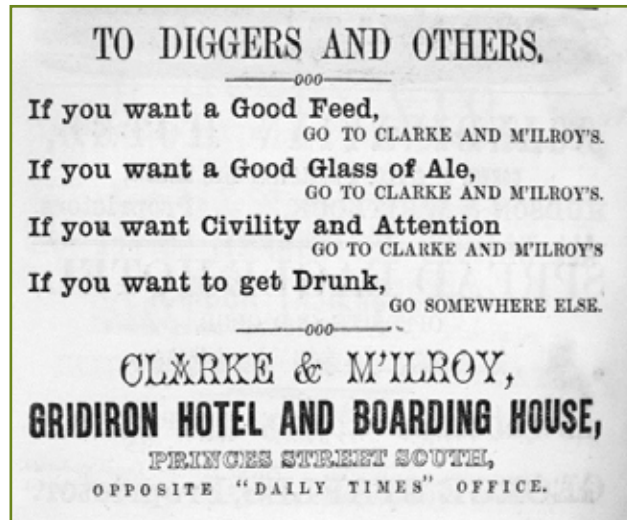 TO DIGGERS AND OTHERS.
ooo
If you want a Good Feed,
GO TO CLARKE AND M'ILROY'S.
If you want a Good Glass of Ale,
GO TO CLARKE AND M'ILROY'S.
If you want Civility and Attention
GO TO CLARKE AND M'ILROY'S
If you want to get Drunk,
GO SOMEWHERE ELSE.
ooo
CLARKE & M'ILROY,
GRIDIRON HOTEL AND BOARDING HOUSE,
PRINCES STREET SOUTH,
OPPOSITE "DAILY TIMES" OFFICE.